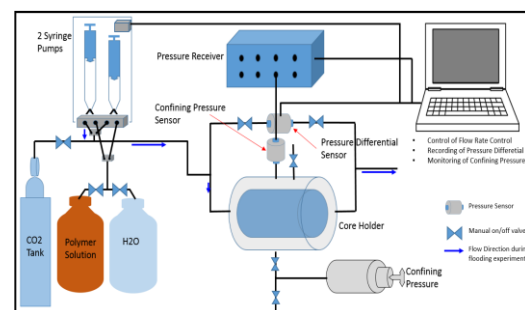 2 Syringe
Pumps
Pressure Receiver
Confining Pressure
Sensor
Pressure Differential
Sensor
• Control of Flow Rate Control
• Recording of Pressure Differetial
• Monitoring of Confining Pressure
CO2
Tank
Polymer
Solution
H2O
Core Holder
Confining
Pressure
Pressure Sensor
Manual on/off valve
Flow Direction during
flooding experiment